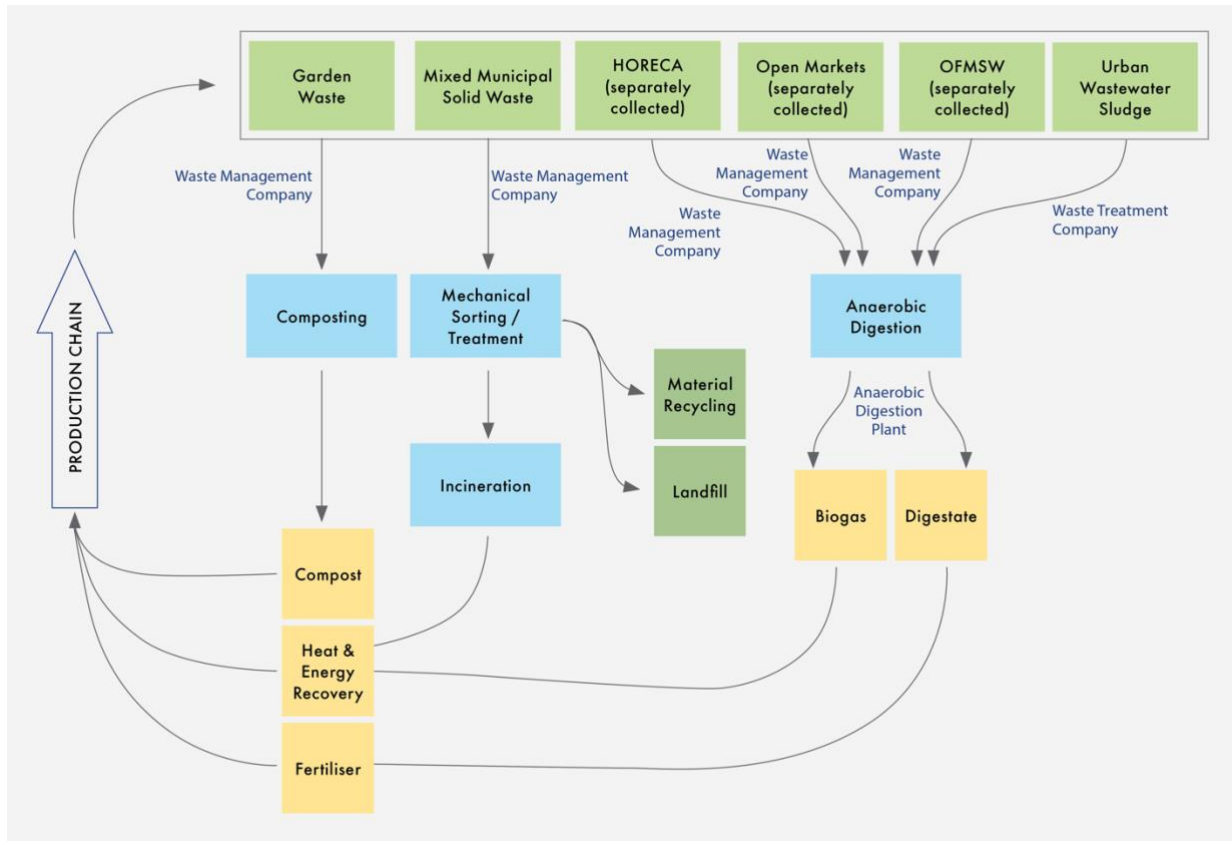 Garden
Waste
Mixed Municipal
Solid Waste
HORECA
(separately
collected)
Open Markets
(separately
collected)
OFMSW
(separately
collected)
Urban
Wastewater
Sludge
Waste Management
Company
Waste Management
Company
Waste
Management
Company
Waste
Management
Company
Waste
Management
Company
Waste Treatment
Company
PRODUCTION CHAIN
Composting
Mechanical
Sorting /
Treatment
Anaerobic
Digestion
Material
Recycling
Anaerobic
Digestion
Plant
Incineration
Landfill
Biogas
Digestate
Compost
Heat &
Energy
Recovery
Fertiliser